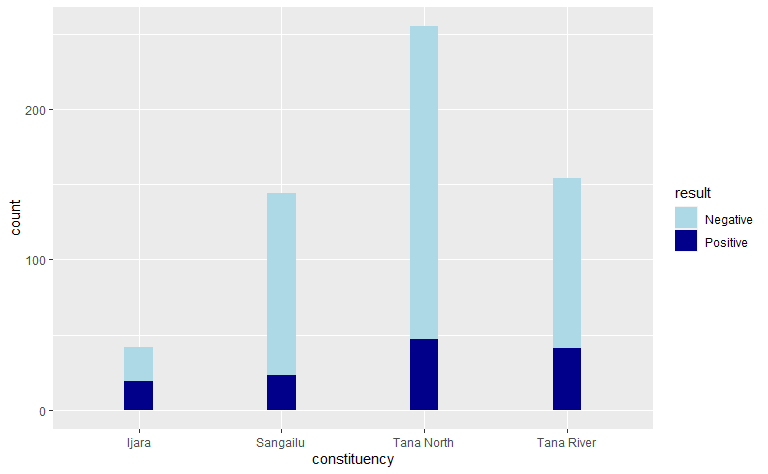 200
100
0
count
Ijara
Sangailu
Tana North
Tana River
constituency
result
Negative
Positive